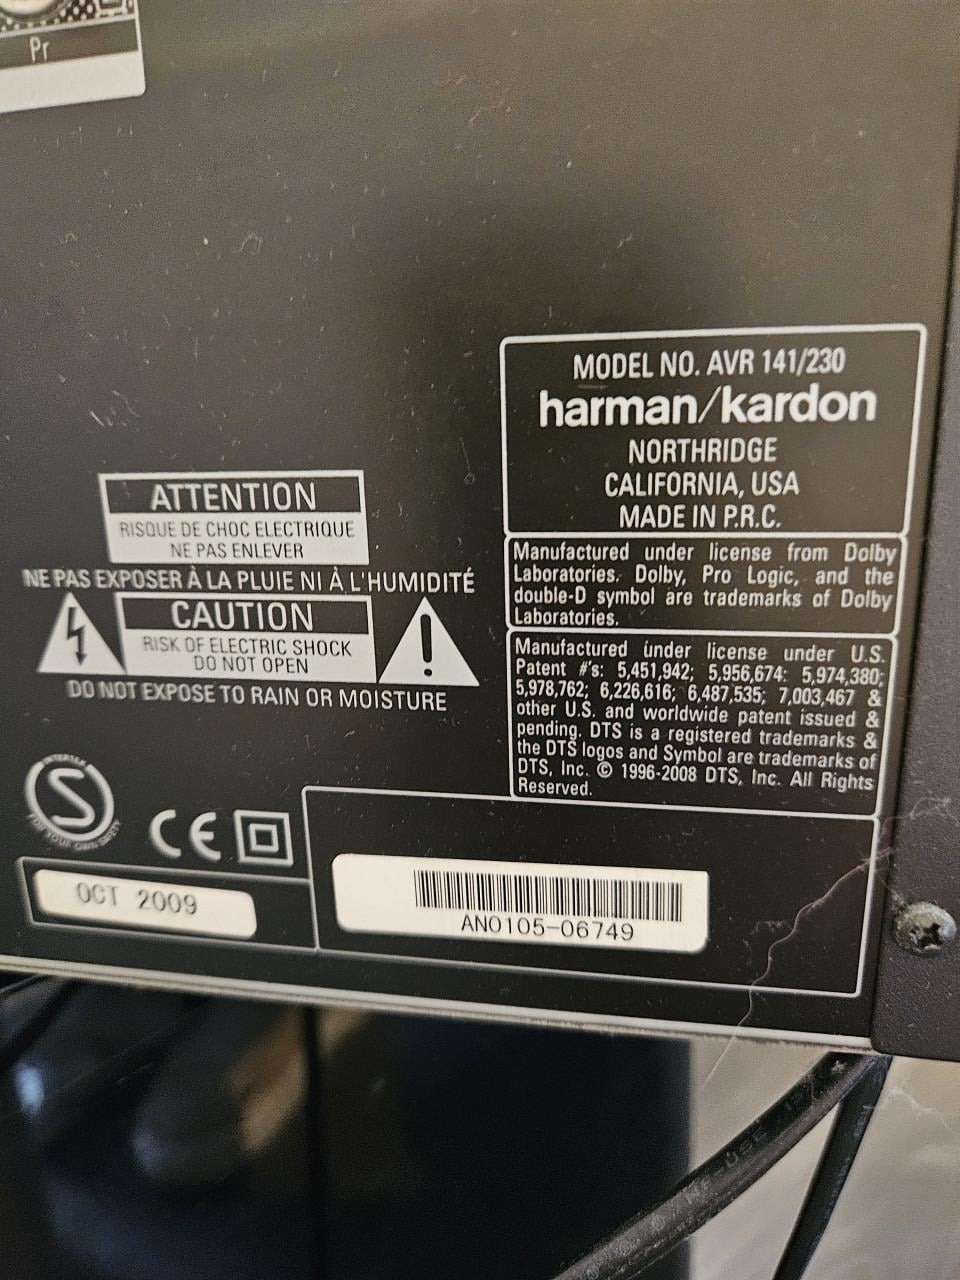 Pr
MODEL NO. AVR 141/230
harman/kardon
NORTHRIDGE
CALIFORNIA, USA
MADE IN P.R.C.
Manufactured under license from Dolby
Laboratories. Dolby, Pro Logic, and the
double-D symbol are trademarks of Dolby
Laboratories.
Manufactured under license under U.S.
Patent #'s: 5,451,942; 5,956,674: 5,974,380;
5,978,762; 6,226,616; 6,487,535; 7,003,467 &
other U.S. and worldwide patent issued &
pending. DTS is a registered trademarks &
the DTS logos and Symbol are trademarks of
DTS, Inc. © 1996-2008 DTS, Inc. All Rights
Reserved.
ATTENTION
RISQUE DE CHOC ELECTRIQUE
NE PAS ENLEVER
NE PAS EXPOSER À LA PLUIE NI À L'HUMIDITÉ
CAUTION
RISK OF ELECTRIC SHOCK
DO NOT OPEN
DO NOT EXPOSE TO RAIN OR MOISTURE
INTERTEK
S
FOR YOUR OWN SAFETY
CE
OCT 2009
AN0105-06749